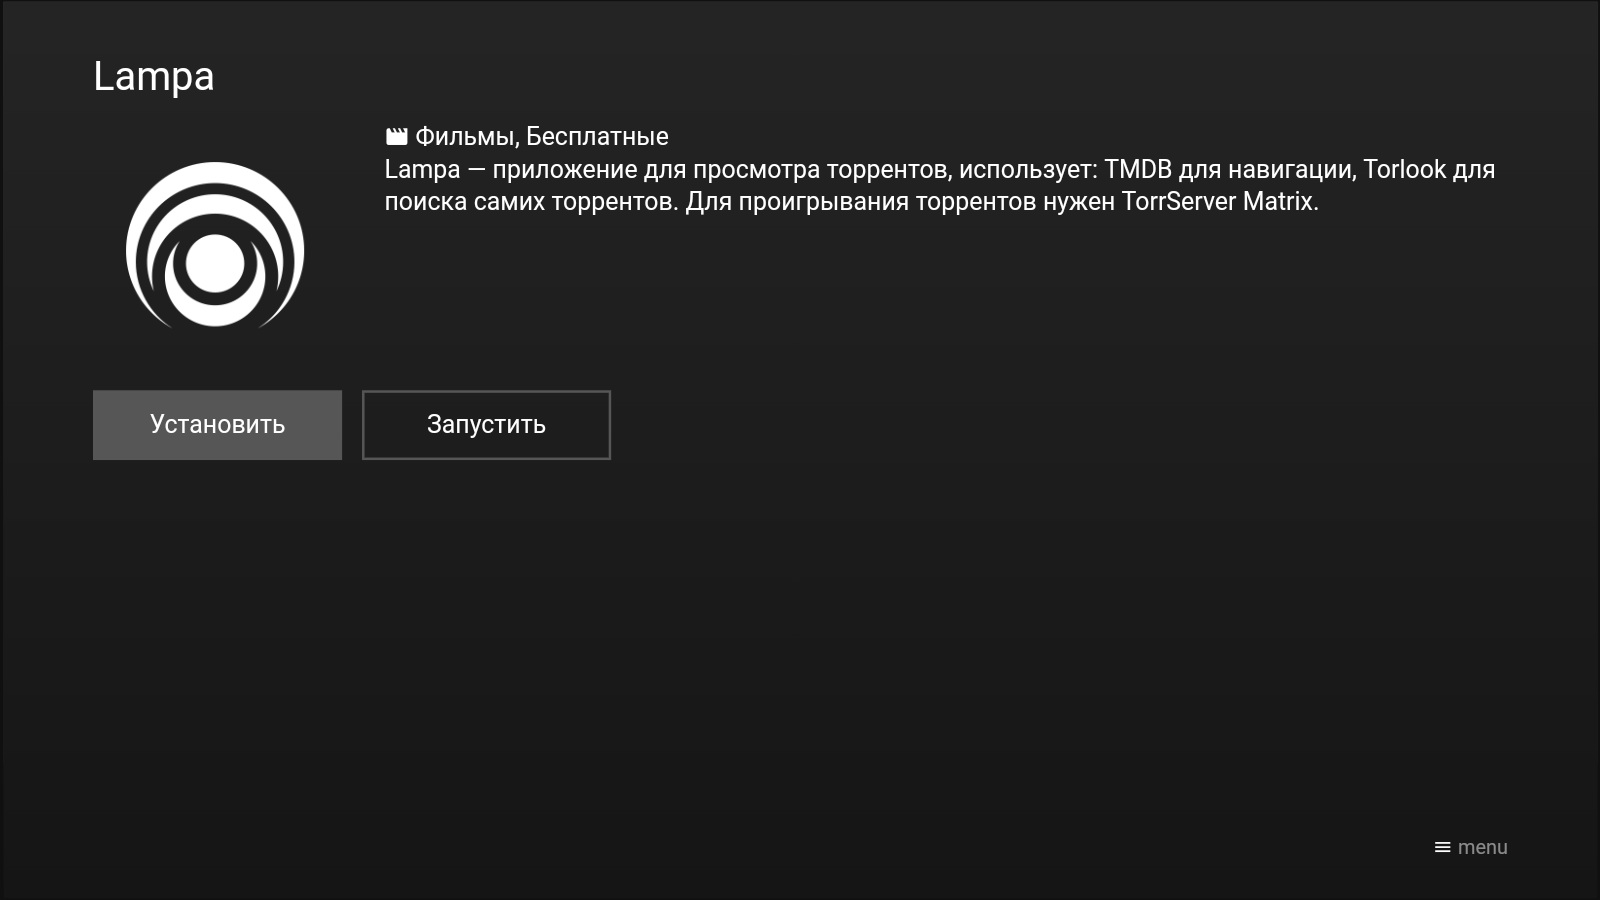 Lampa
Фильмы, Бесплатные
Lampa — приложение для просмотра торрентов, использует: TMDB для навигации, Torlook для
поиска самих торрентов. Для проигрывания торрентов нужен TorrServer Matrix.
Установить
Запустить
menu